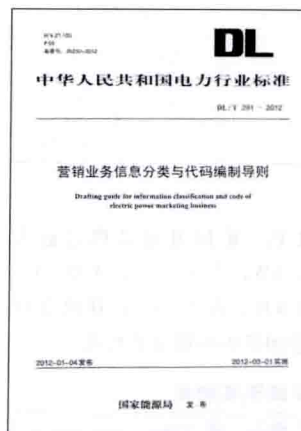 ICS 27.100
DL
中华人民共和国电力行业标准
DL/T 291 — 2012
营销业务信息分类与代码编制导则
Drafting guide for information classification and code of
electric power marketing business
2012-01-04发布
2012-03-01实施
国家能源局 发布